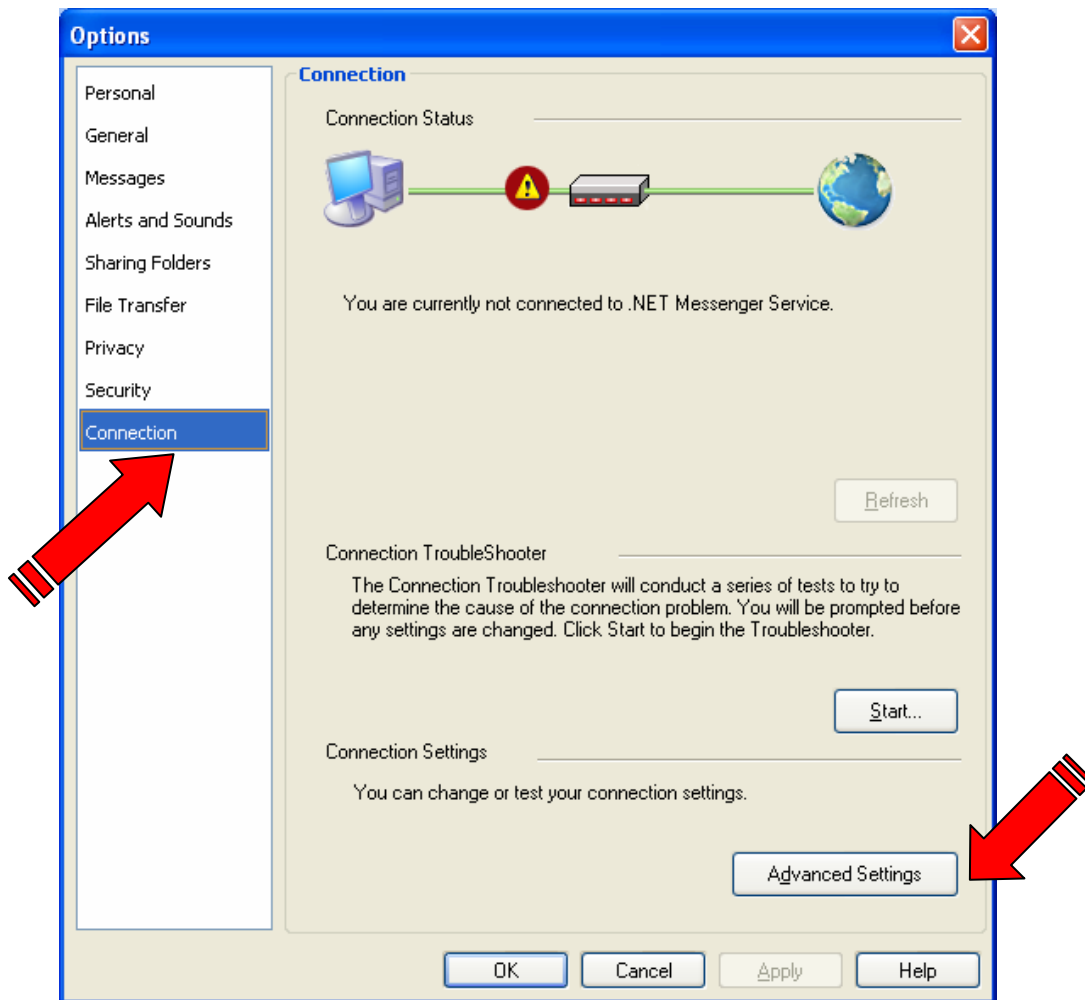 Options
Personal
General
Messages
Alerts and Sounds
Sharing Folders
File Transfer
Privacy
Security
Connection
Connection
Connection Status
You are currently not connected to .NET Messenger Service.
Refresh
Connection TroubleShooter
The Connection Troubleshooter will conduct a series of tests to try to
determine the cause of the connection problem. You will be prompted before
any settings are changed. Click Start to begin the Troubleshooter.
Start...
Connection Settings
You can change or test your connection settings.
Advanced Settings
OK
Cancel
Apply
Help